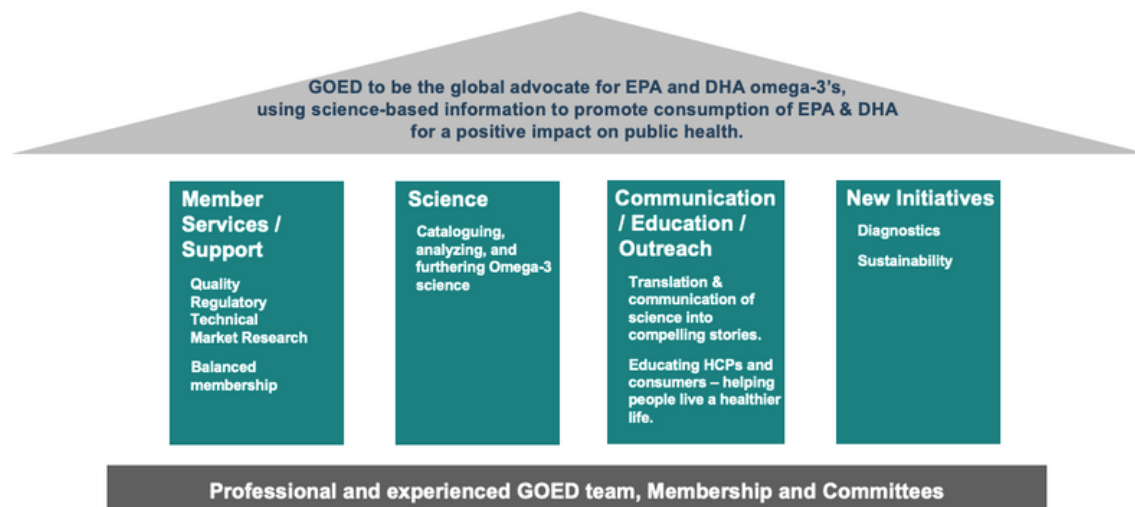 GOED to be the global advocate for EPA and DHA omega-3's,
using science-based information to promote consumption of EPA & DHA
for a positive impact on public health.
Member
Services /
Support
Quality
Regulatory
Technical
Market Research
Balanced
membership
Science
Cataloguing,
analyzing, and
furthering Omega-3
science
Communication
/ Education /
Outreach
Translation &
communication of
science into
compelling stories.
Educating HCPs and
consumers – helping
people live a healthier
life.
New Initiatives
Diagnostics
Sustainability
Professional and experienced GOED team, Membership and Committees